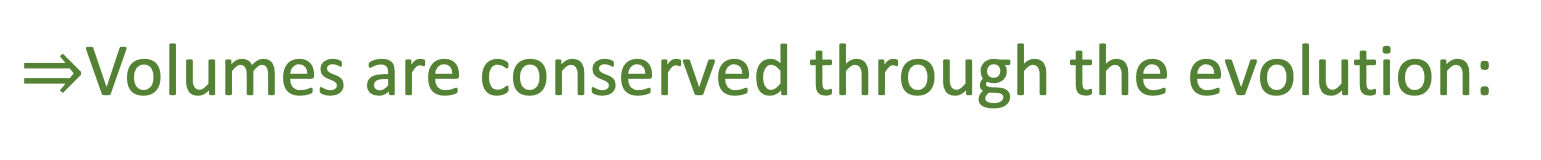 ⇒Volumes are conserved through the evolution: